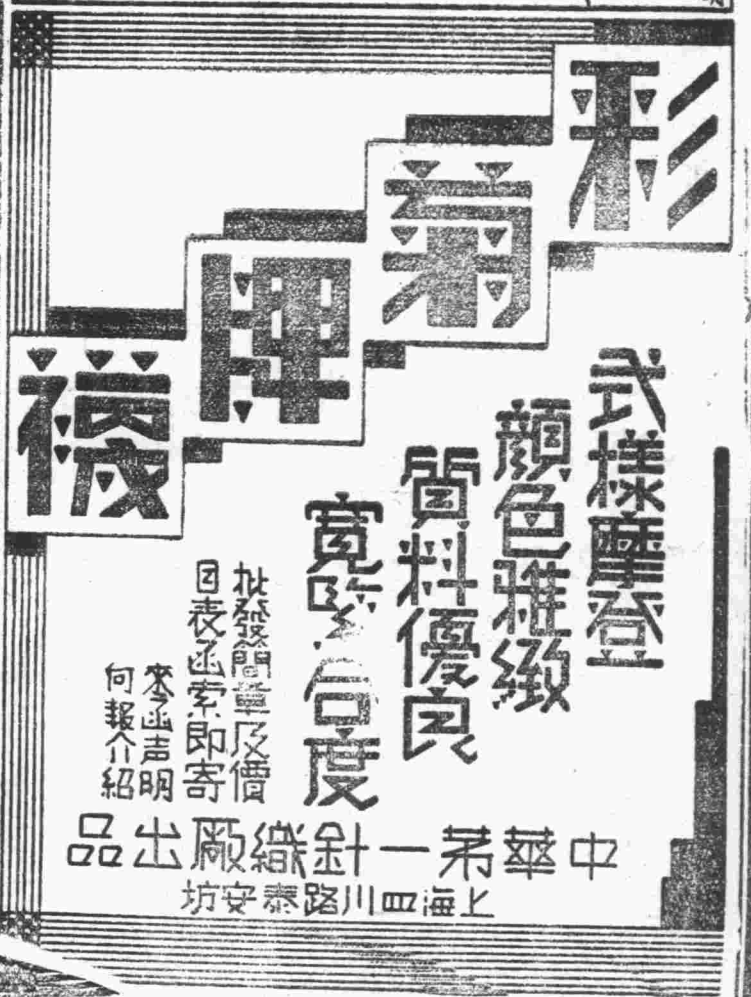 彩菊牌襪
式樣摩登
顏色雅緻
質料優良
寬緊合度
批發簡章及價
目表函索即寄
來函声明
何報介紹
中華苐一針織廠出品
上海四川路泰安坊